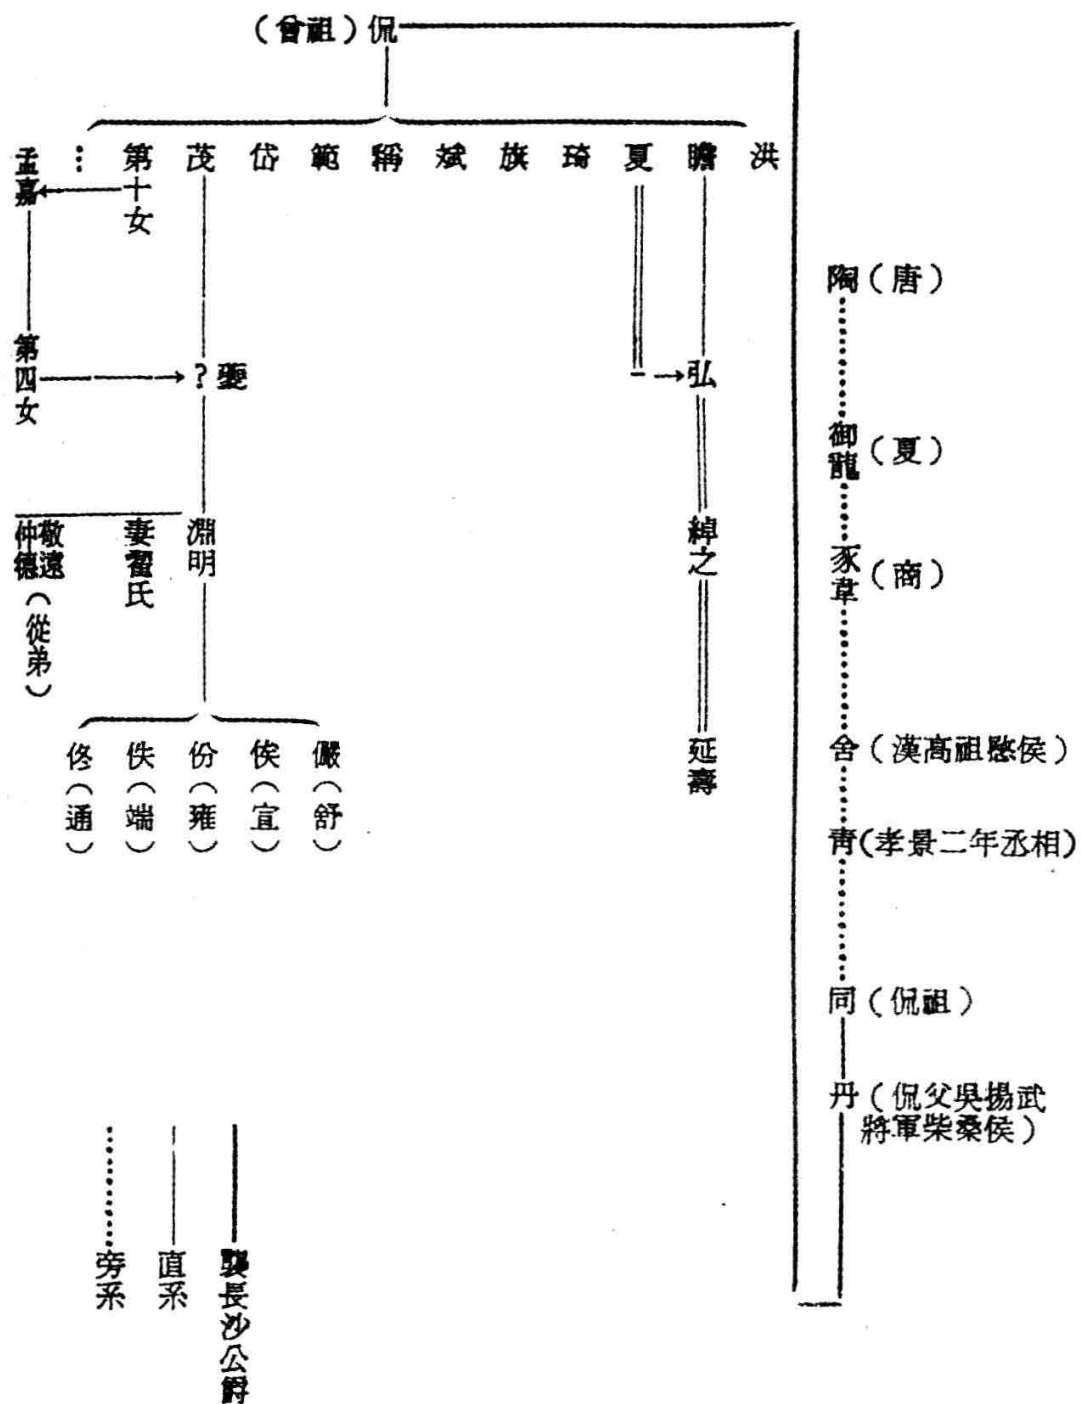 陶（唐）
御龍（夏）
豕韋（商）
舍（漢高祖愍侯）
青(孝景二年丞相)
同（侃祖）
丹（侃父吳揚武
將軍柴桑侯）
（曾祖）侃
洪
瞻
夏
琦
旗
斌
稱
範
岱
茂
第十女
⋮
孟嘉
弘
?
第四女
綽之
淵明
妻翟氏
敬遠
仲德（從弟）
延壽
儼（舒）
俟（宣）
份（雍）
佚（端）
佟（通）
襲長沙公爵
直系
旁系